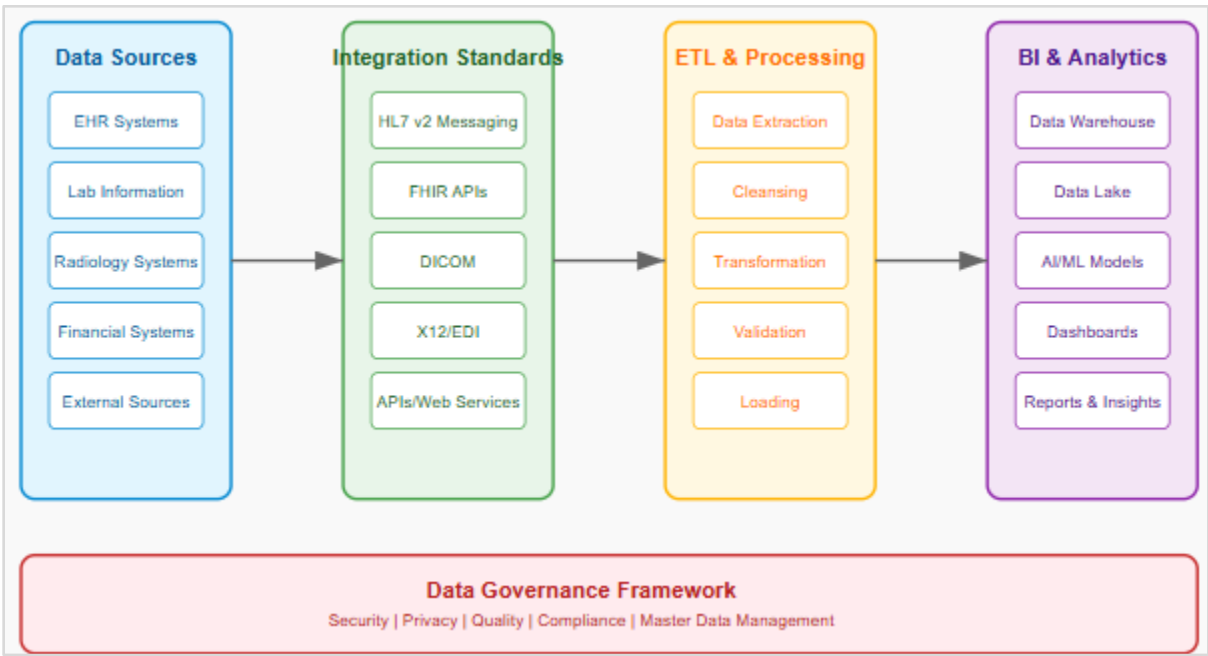 Data Sources
EHR Systems
Lab Information
Radiology Systems
Financial Systems
External Sources
Integration Standards
HL7 v2 Messaging
FHIR APIs
DICOM
X12/EDI
APIs/Web Services
ETL & Processing
Data Extraction
Cleansing
Transformation
Validation
Loading
BI & Analytics
Data Warehouse
Data Lake
AI/ML Models
Dashboards
Reports & Insights
Data Governance Framework
Security | Privacy | Quality | Compliance | Master Data Management